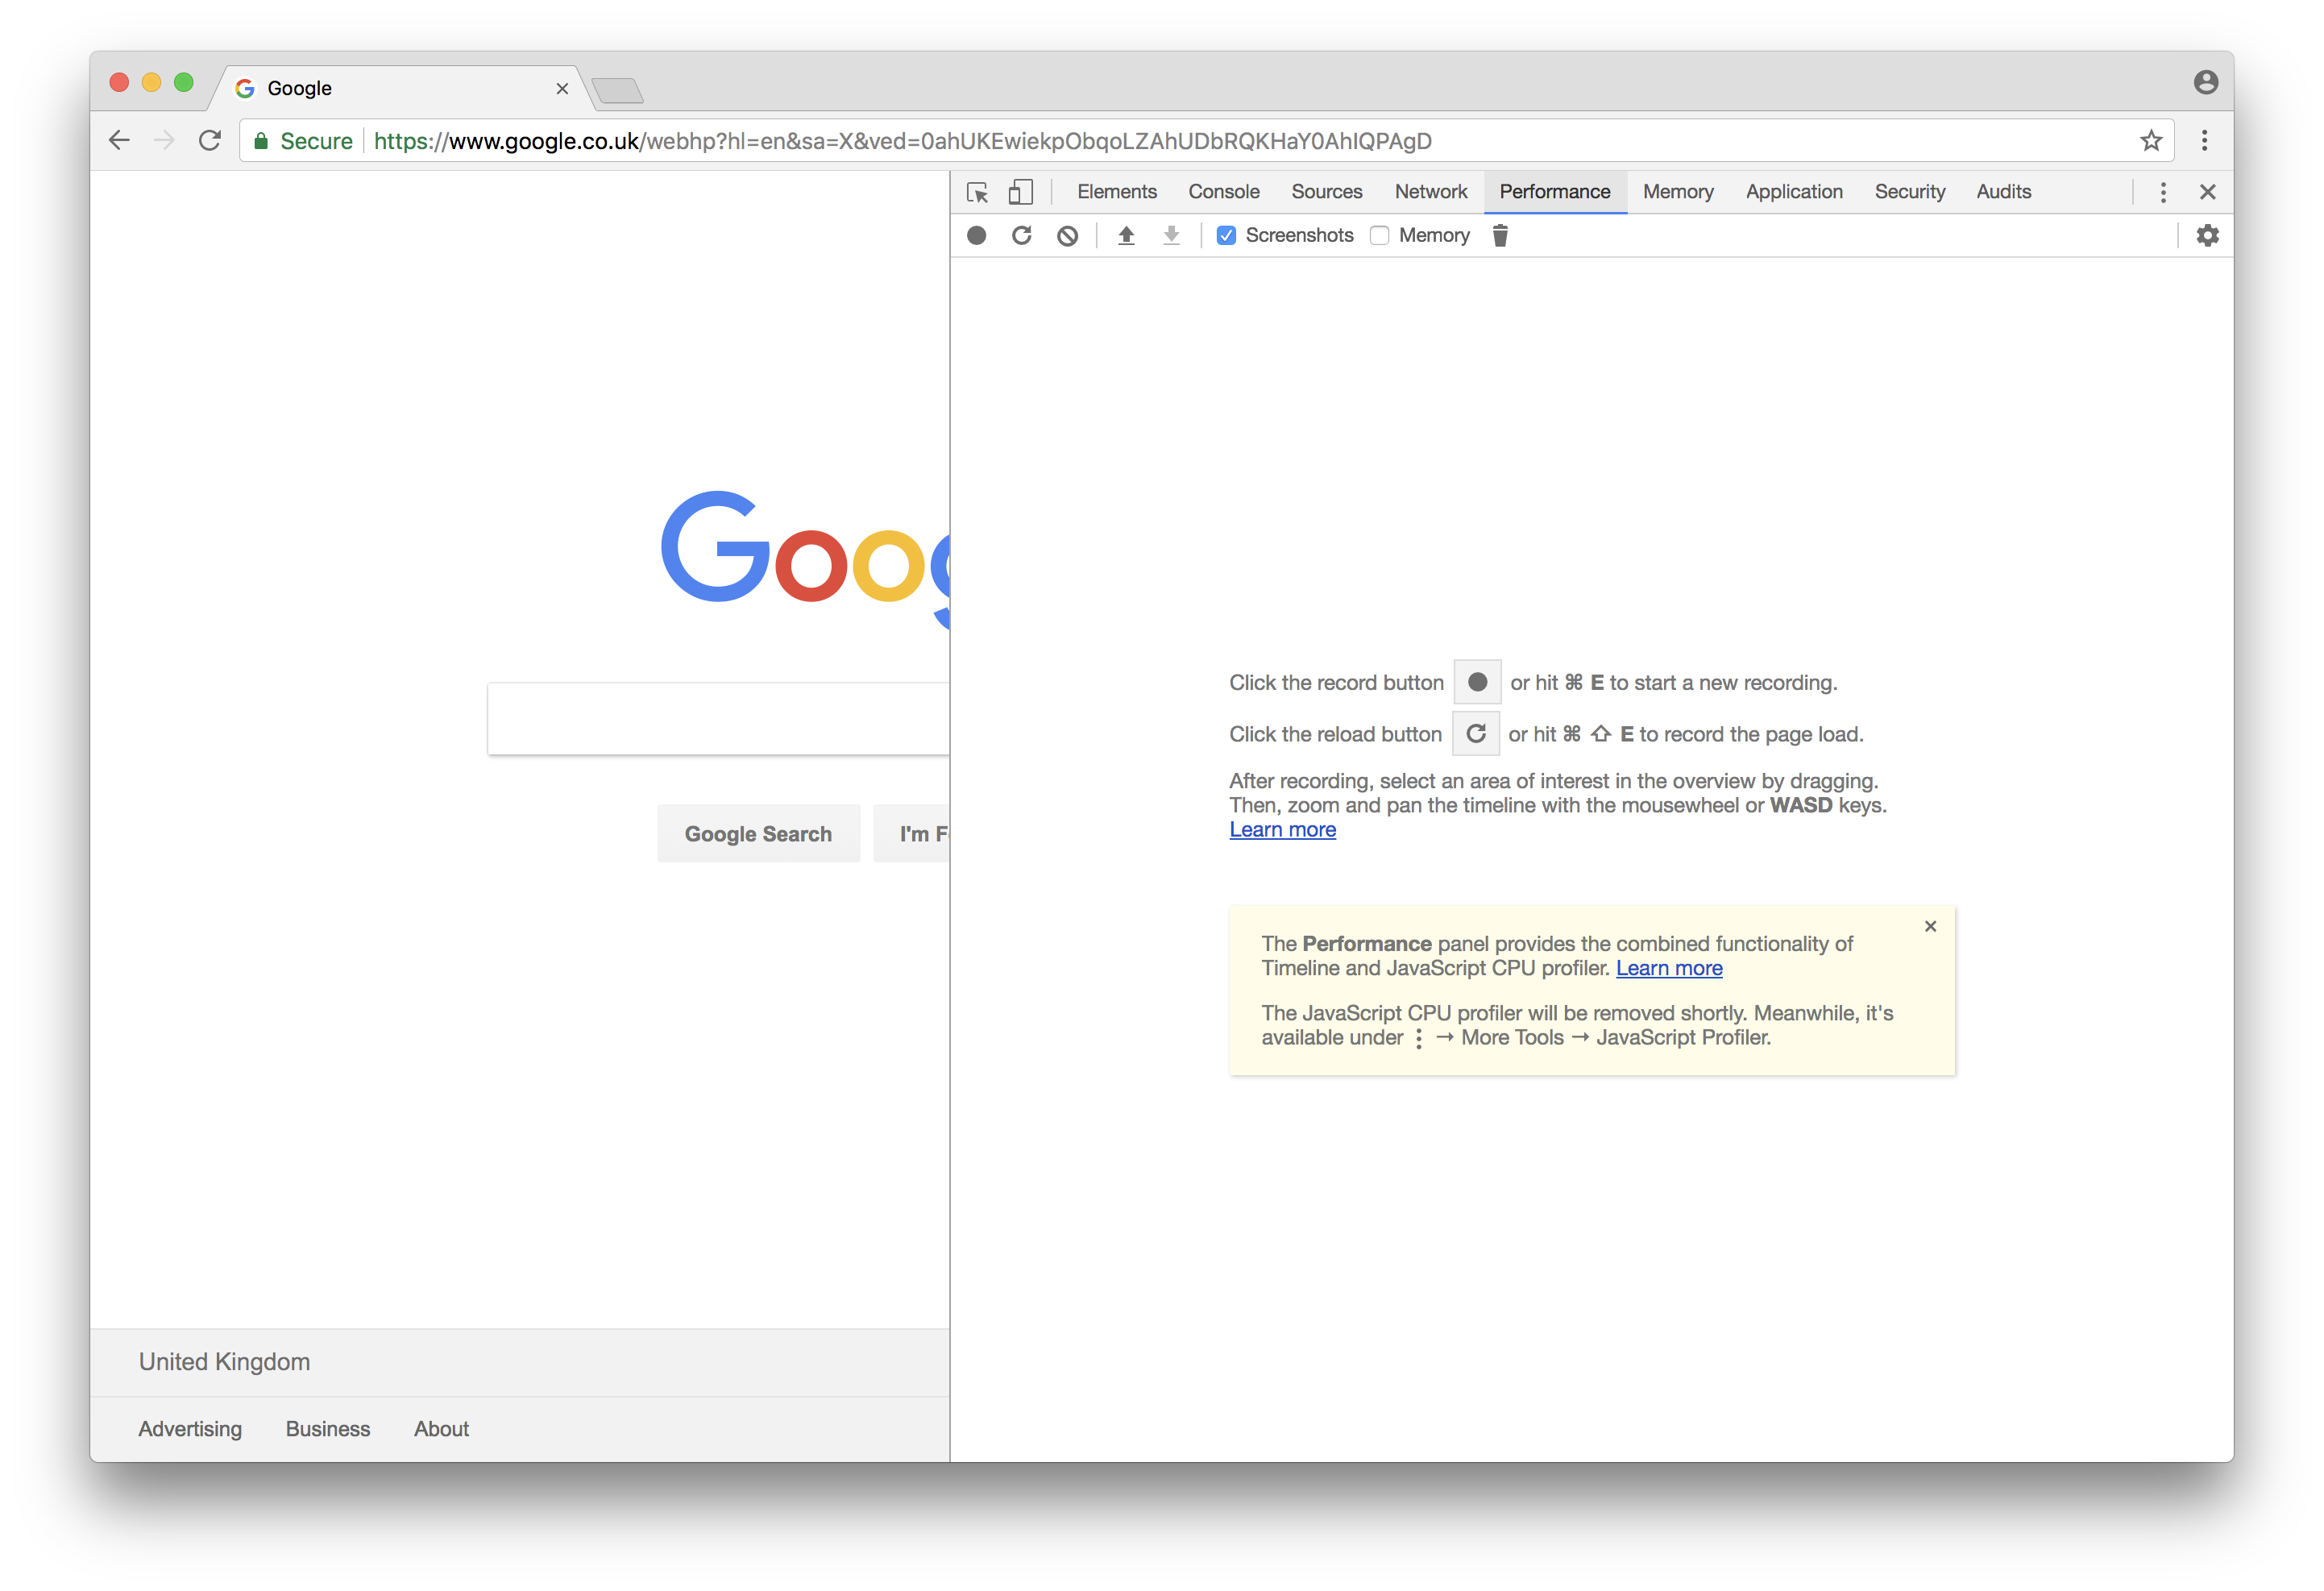 Google
Secure https://www.google.co.uk/webhp?hl=en&sa=X&ved=0ahUKEwiekpObqoLZAhUDbRQKHaY0AhIQPAgD
Elements Console Sources Network Performance Memory Application Security Audits
Screenshots Memory
Goog
Google Search I'm F
Click the record button or hit ⌘ E to start a new recording.
Click the reload button or hit ⌘ ⇧ E to record the page load.
After recording, select an area of interest in the overview by dragging.
Then, zoom and pan the timeline with the mousewheel or WASD keys.
Learn more
The Performance panel provides the combined functionality of
Timeline and JavaScript CPU profiler. Learn more
The JavaScript CPU profiler will be removed shortly. Meanwhile, it's
available under ⋮ → More Tools → JavaScript Profiler.
United Kingdom
Advertising Business About